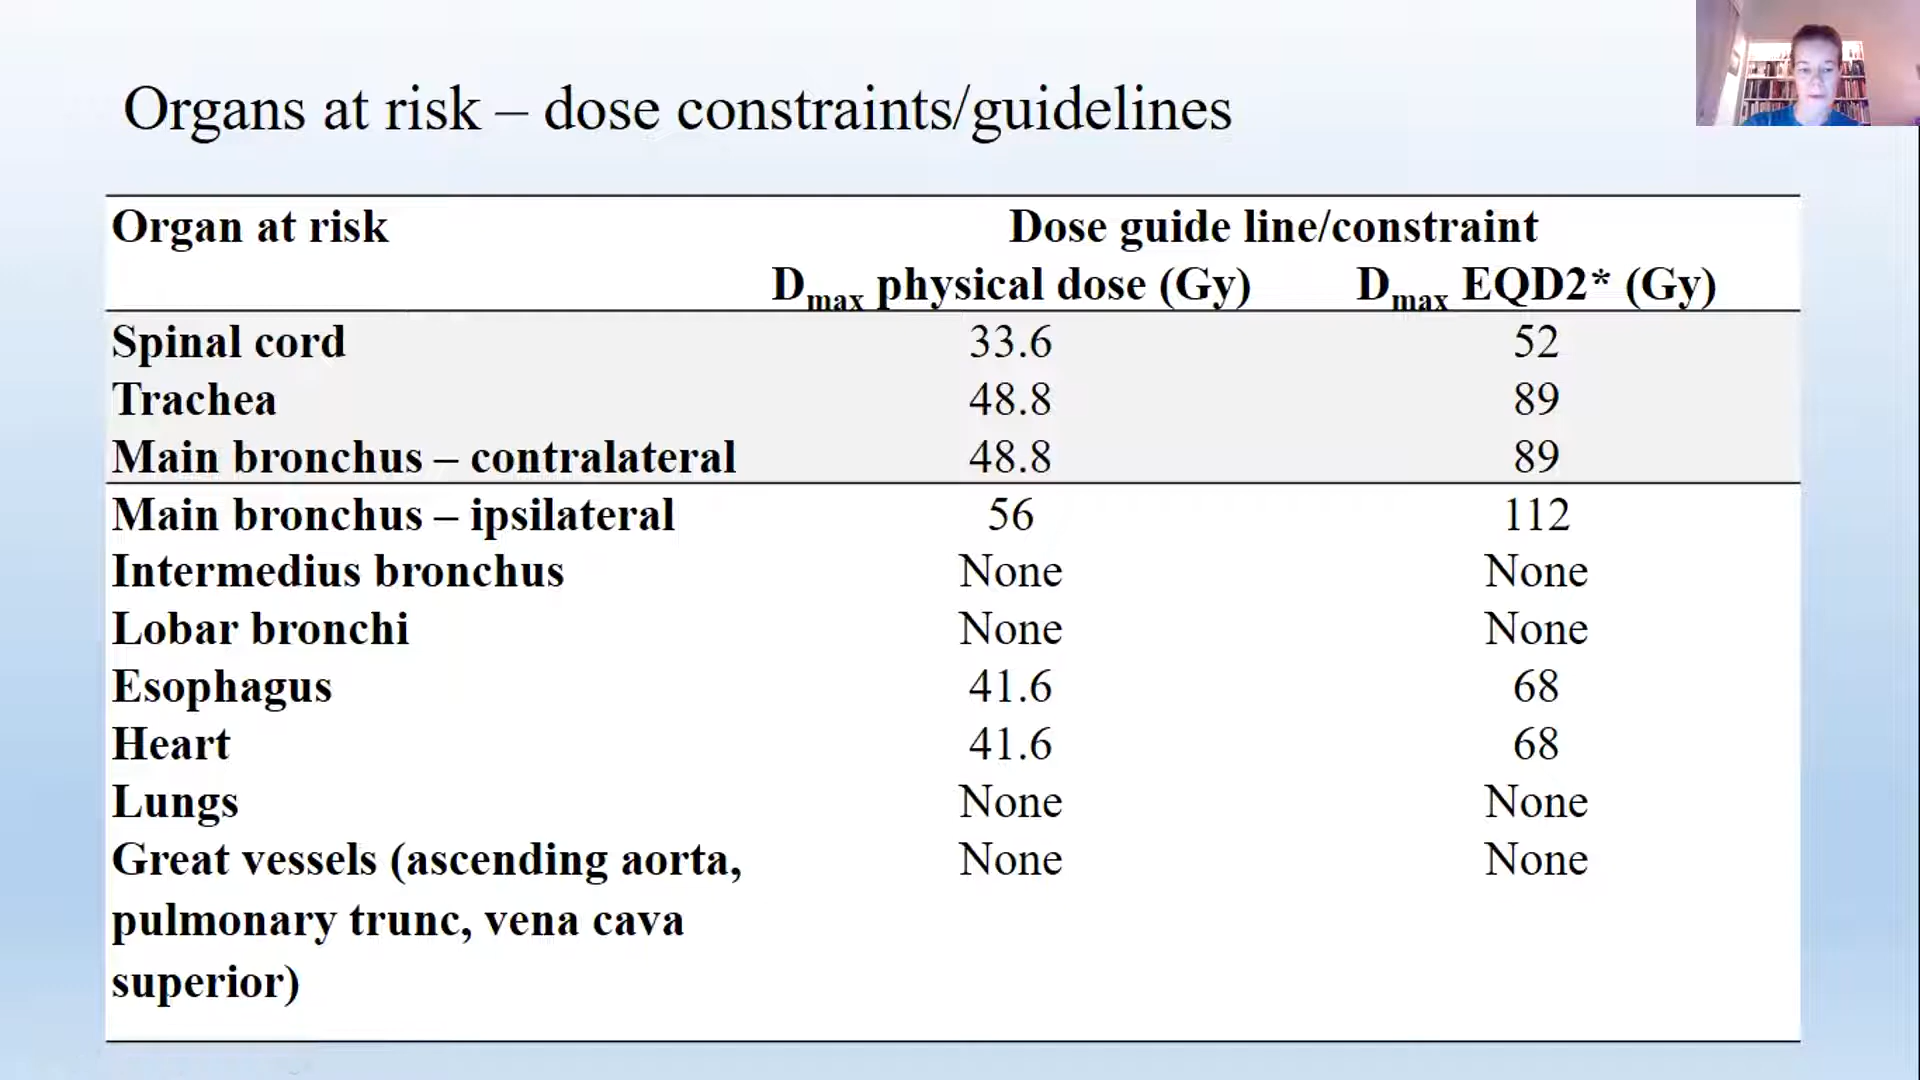 Organs at risk – dose constraints/guidelines
Organ at risk Dose guide line/constraint
Dmax physical dose (Gy) Dmax EQD2* (Gy)
Spinal cord 33.6 52
Trachea 48.8 89
Main bronchus – contralateral 48.8 89
Main bronchus – ipsilateral 56 112
Intermedius bronchus None None
Lobar bronchi None None
Esophagus 41.6 68
Heart 41.6 68
Lungs None None
Great vessels (ascending aorta, None None
pulmonary trunc, vena cava
superior)